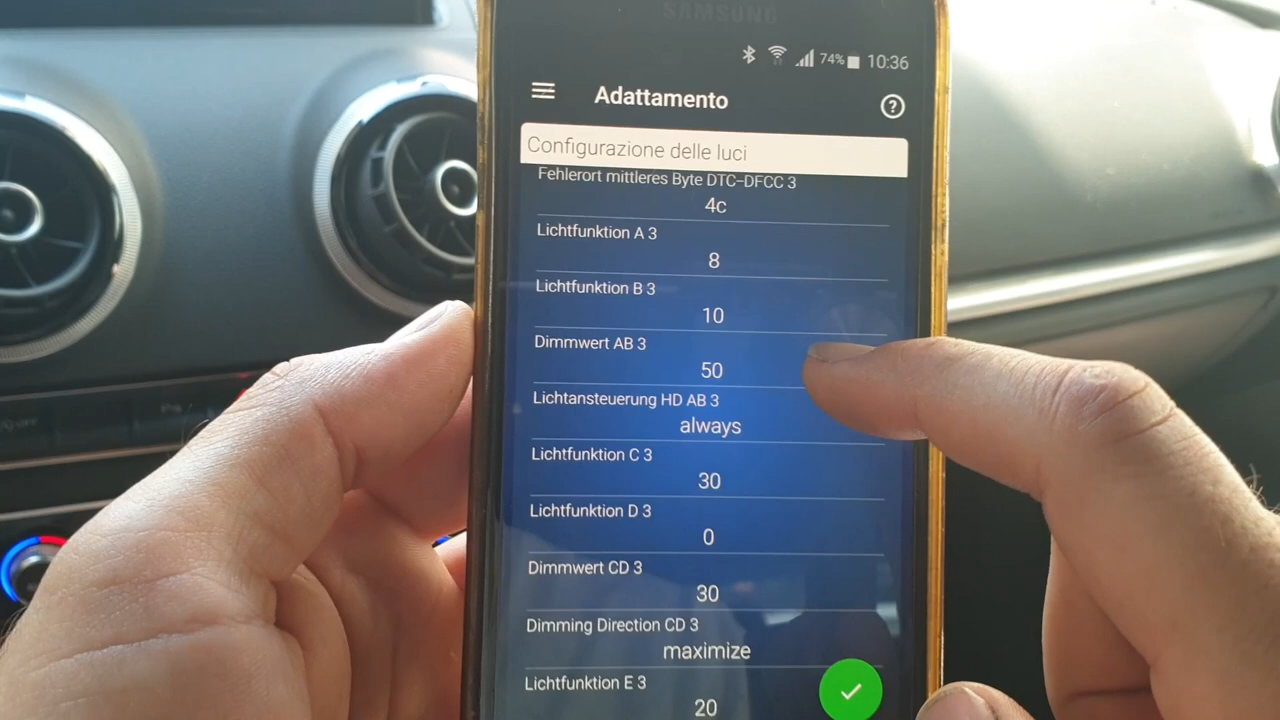 SAMSUNG
74% 10:36
Adattamento
?
Configurazione delle luci
Fehlerort mittleres Byte DTC-DFCC 3
4c
Lichtfunktion A 3
8
Lichtfunktion B 3
10
Dimmwert AB 3
50
Lichtansteuerung HD AB 3
always
Lichtfunktion C 3
30
Lichtfunktion D 3
0
Dimmwert CD 3
30
Dimming Direction CD 3
maximize
Lichtfunktion E 3
20